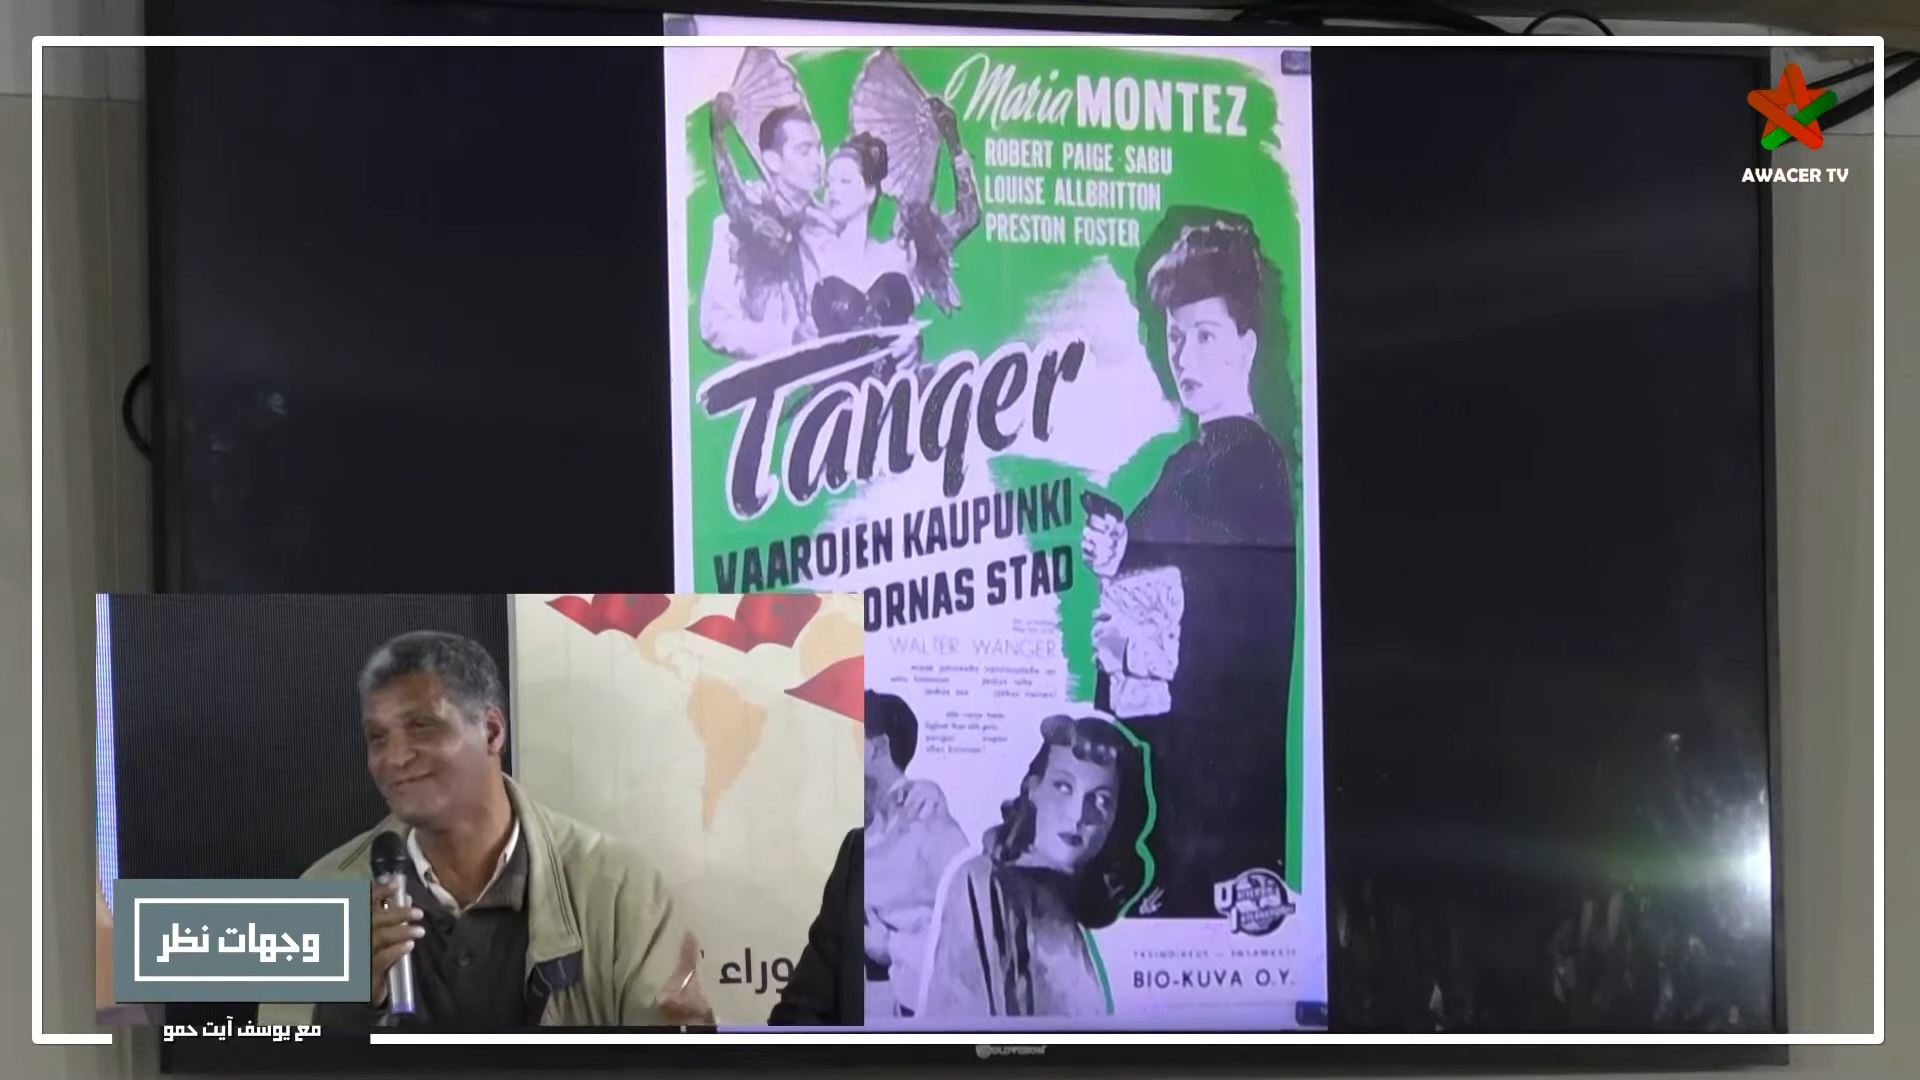 Maria MONTEZ
ROBERT PAIGE · SABU
LOUISE ALLBRITTON
PRESTON FOSTER
Tanger
VAAROJEN KAUPUNKI
ORNAS STAD
WALTER WANGER
BIO-KUVA O.Y.
AWACER TV
وراء
وجهات نظر
مع يوسف آيت حمو